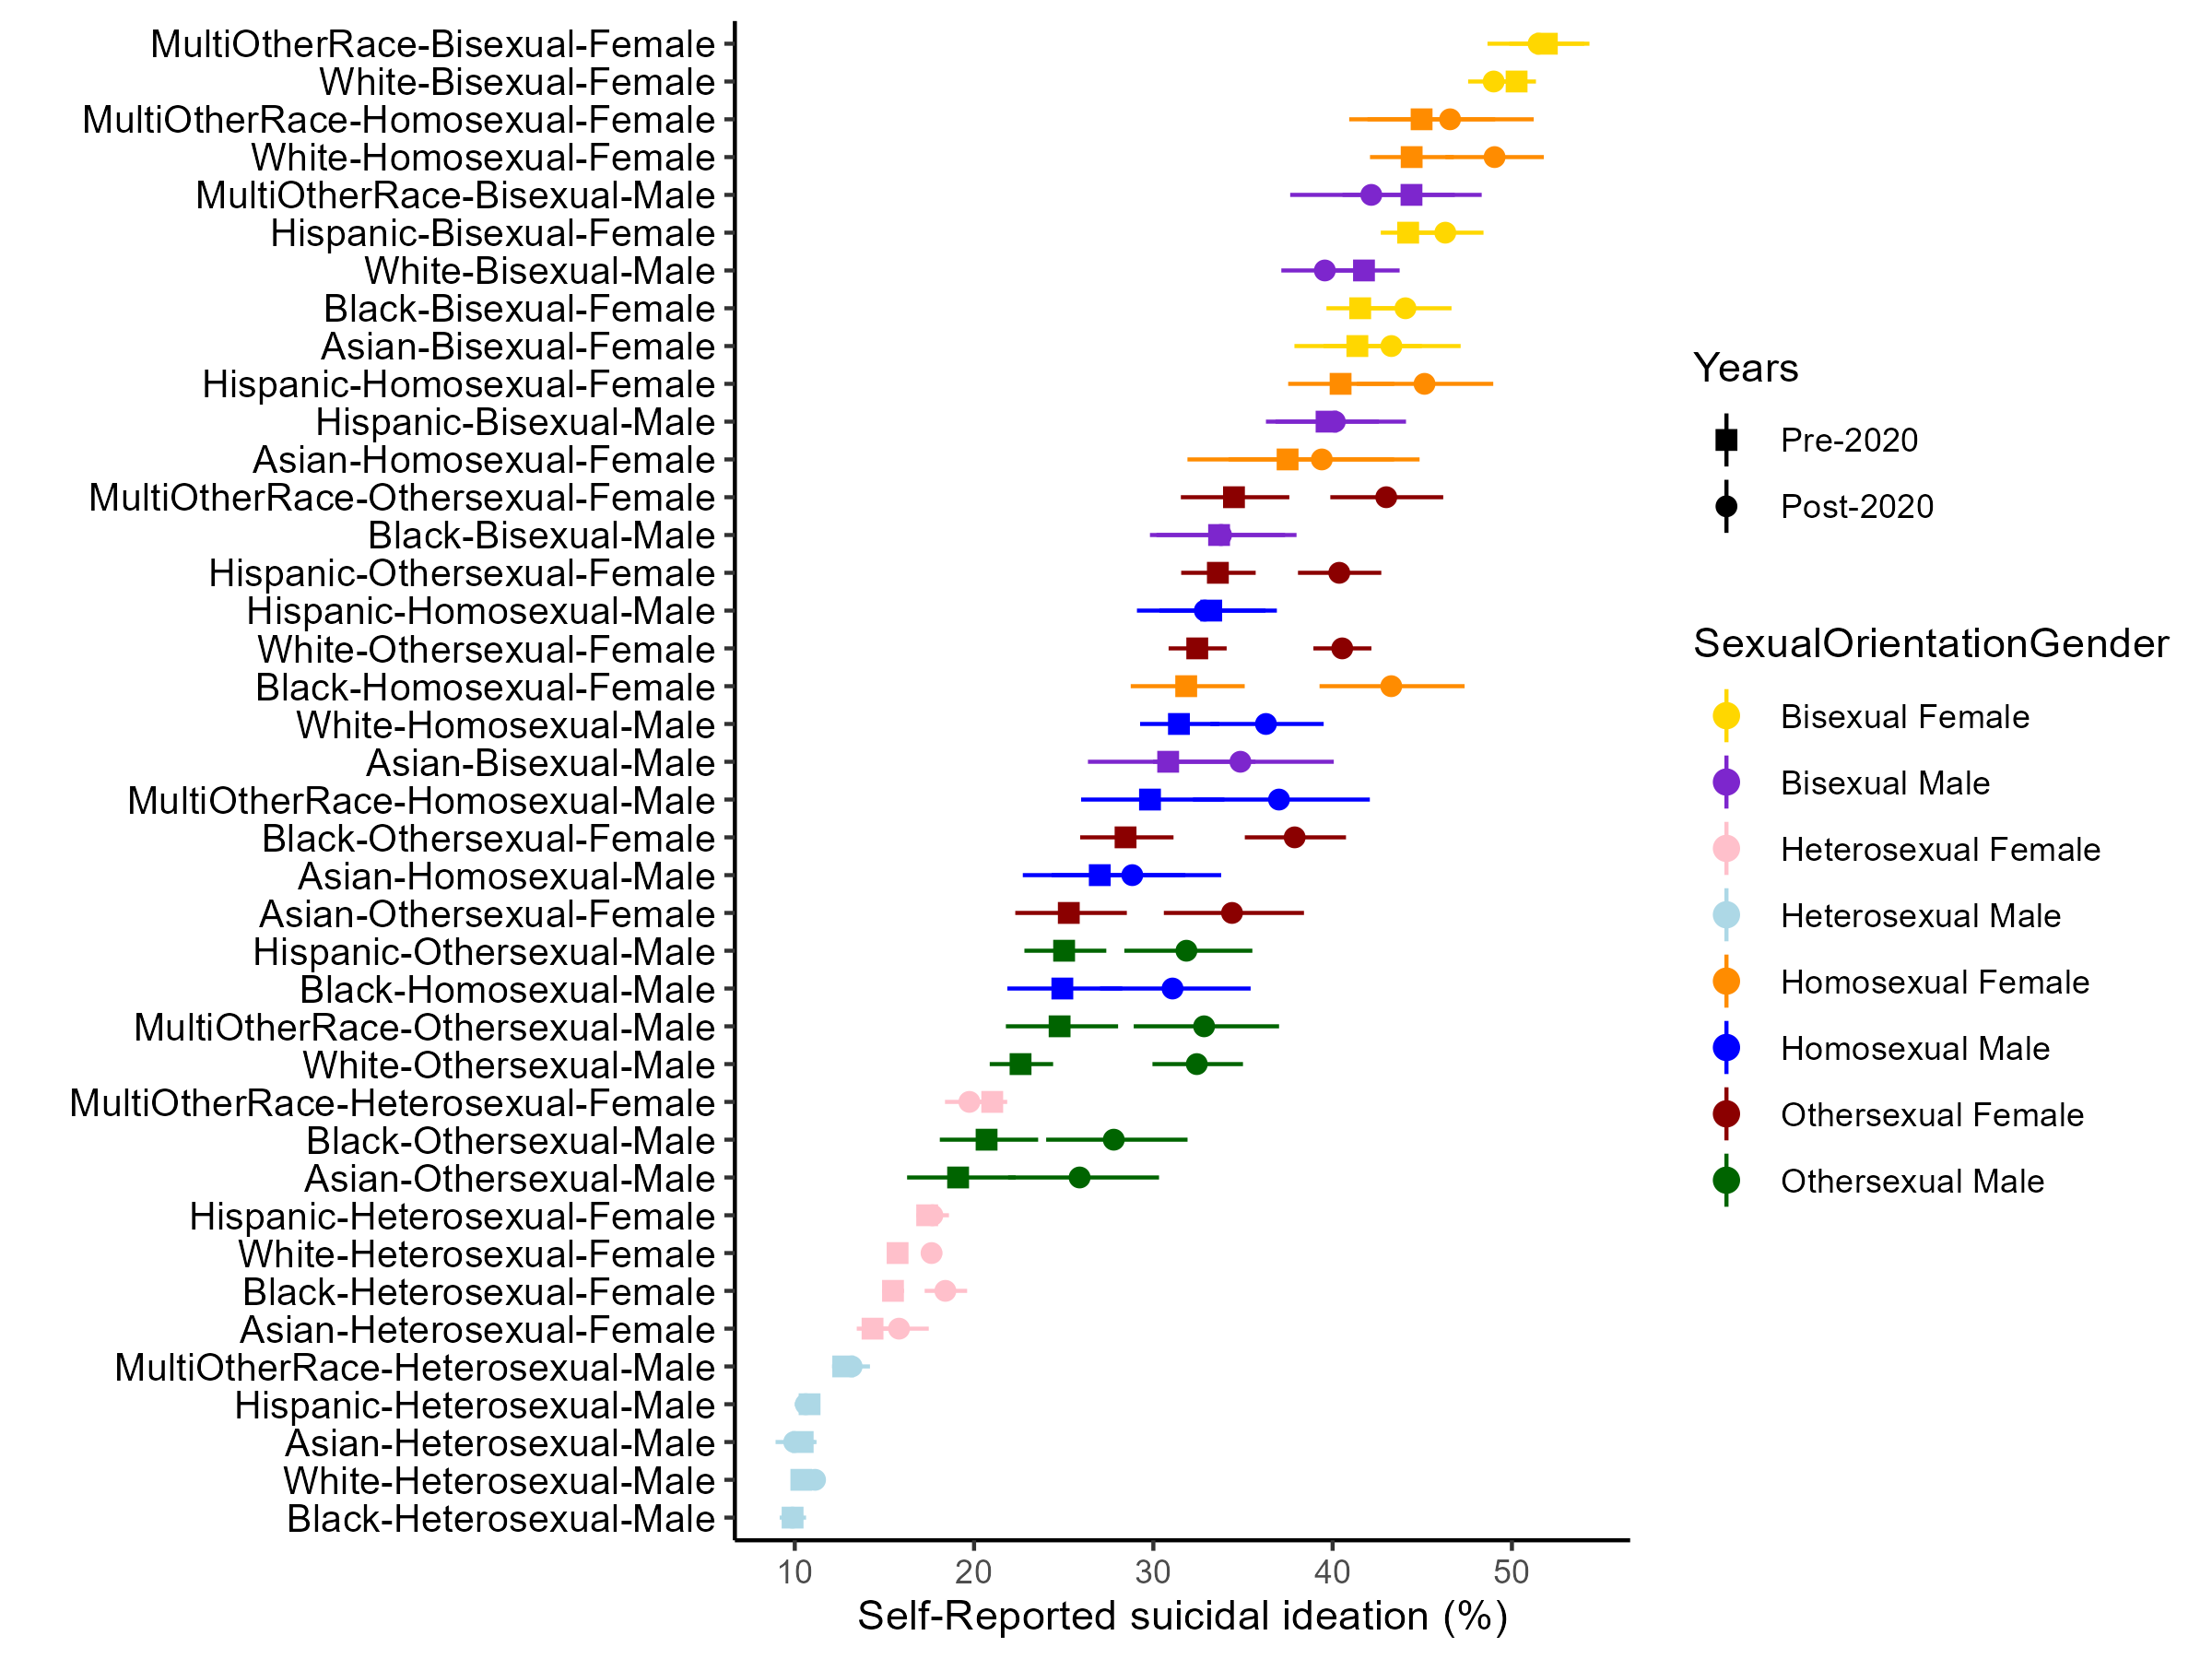 MultiOtherRace-Bisexual-Female
White-Bisexual-Female
MultiOtherRace-Homosexual-Female
White-Homosexual-Female
MultiOtherRace-Bisexual-Male
Hispanic-Bisexual-Female
White-Bisexual-Male
Black-Bisexual-Female
Asian-Bisexual-Female
Hispanic-Homosexual-Female
Hispanic-Bisexual-Male
Asian-Homosexual-Female
MultiOtherRace-Othersexual-Female
Black-Bisexual-Male
Hispanic-Othersexual-Female
Hispanic-Homosexual-Male
White-Othersexual-Female
Black-Homosexual-Female
White-Homosexual-Male
Asian-Bisexual-Male
MultiOtherRace-Homosexual-Male
Black-Othersexual-Female
Asian-Homosexual-Male
Asian-Othersexual-Female
Hispanic-Othersexual-Male
Black-Homosexual-Male
MultiOtherRace-Othersexual-Male
White-Othersexual-Male
MultiOtherRace-Heterosexual-Female
Black-Othersexual-Male
Asian-Othersexual-Male
Hispanic-Heterosexual-Female
White-Heterosexual-Female
Black-Heterosexual-Female
Asian-Heterosexual-Female
MultiOtherRace-Heterosexual-Male
Hispanic-Heterosexual-Male
Asian-Heterosexual-Male
White-Heterosexual-Male
Black-Heterosexual-Male
10 20 30 40 50
Self-Reported suicidal ideation (%)
Years
Pre-2020
Post-2020
SexualOrientationGender
Bisexual Female
Bisexual Male
Heterosexual Female
Heterosexual Male
Homosexual Female
Homosexual Male
Othersexual Female
Othersexual Male